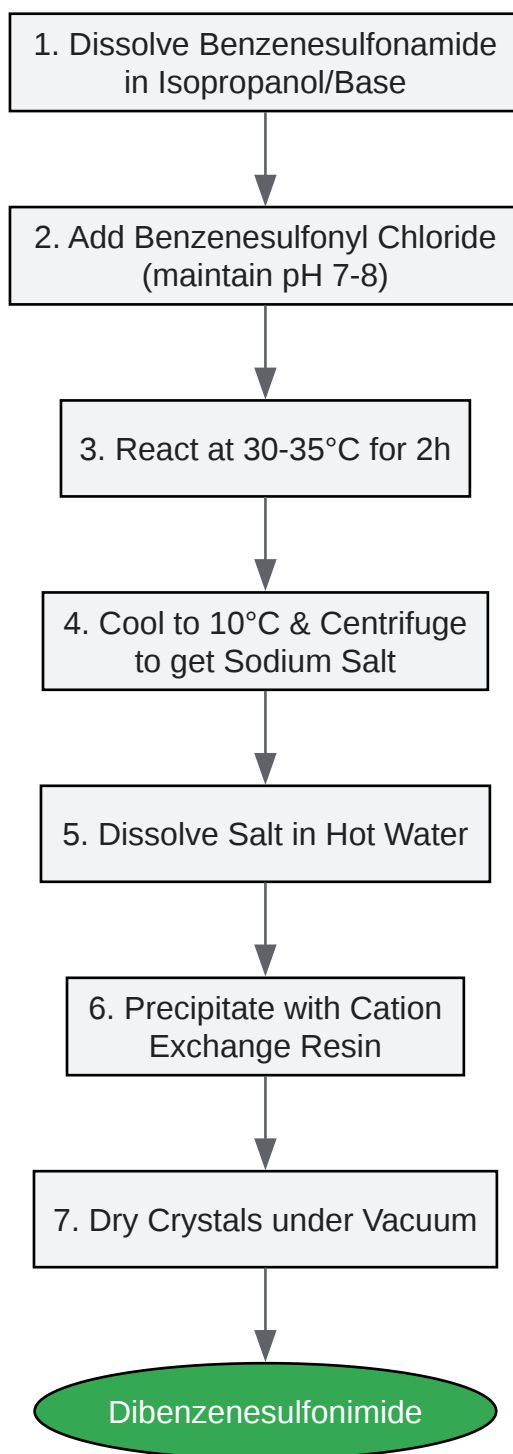 1. Dissolve Benzenesulfonamide
in Isopropanol/Base
2. Add Benzenesulfonyl Chloride
(maintain pH 7-8)
3. React at 30-35°C for 2h
4. Cool to 10°C & Centrifuge
to get Sodium Salt
5. Dissolve Salt in Hot Water
6. Precipitate with Cation
Exchange Resin
7. Dry Crystals under Vacuum
Dibenzenesulfonimide